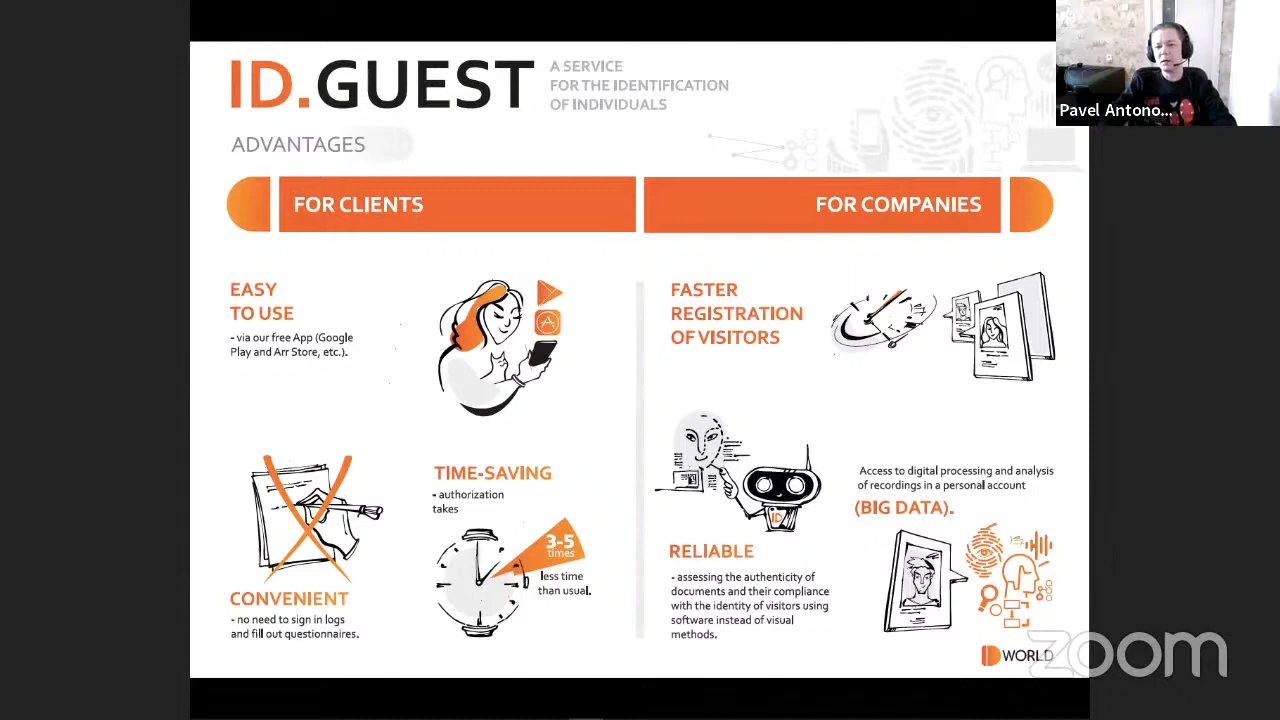 ID.GUEST
A SERVICE
FOR THE IDENTIFICATION
OF INDIVIDUALS
ADVANTAGES
Pavel Antono...
FOR CLIENTS
FOR COMPANIES
EASY
TO USE
- via our free App (Google
Play and Arr Store, etc.).
FASTER
REGISTRATION
OF VISITORS
CONVENIENT
- no need to sign in logs
and fill out questionnaires.
TIME-SAVING
- authorization
takes
3-5
times
less time
than usual.
ID
RELIABLE
- assessing the authenticity of
documents and their compliance
with the identity of visitors using
software instead of visual
methods.
Access to digital processing and analysis
of recordings in a personal account
(BIG DATA).
ID WORLD
zoom